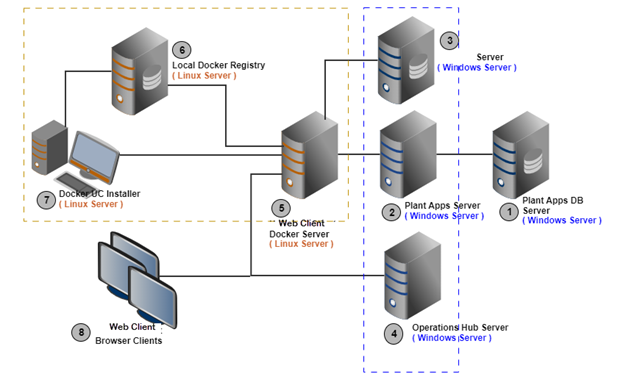 6
Local Docker Registry
( Linux Server )
3
Server
( Windows Server )
7
Docker UC Installer
( Linux Server )
5
Web Client
Docker Server
( Linux Server )
2
Plant Apps Server
( Windows Server )
1
Plant Apps DB
Server
( Windows Server )
8
Web Client
Browser Clients
4
Operations Hub Server
( Windows Server )